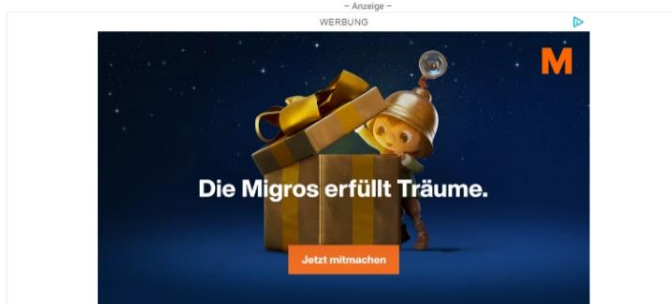 – Anzeige –
WERBUNG
M
Die Migros erfüllt Träume.
Jetzt mitmachen